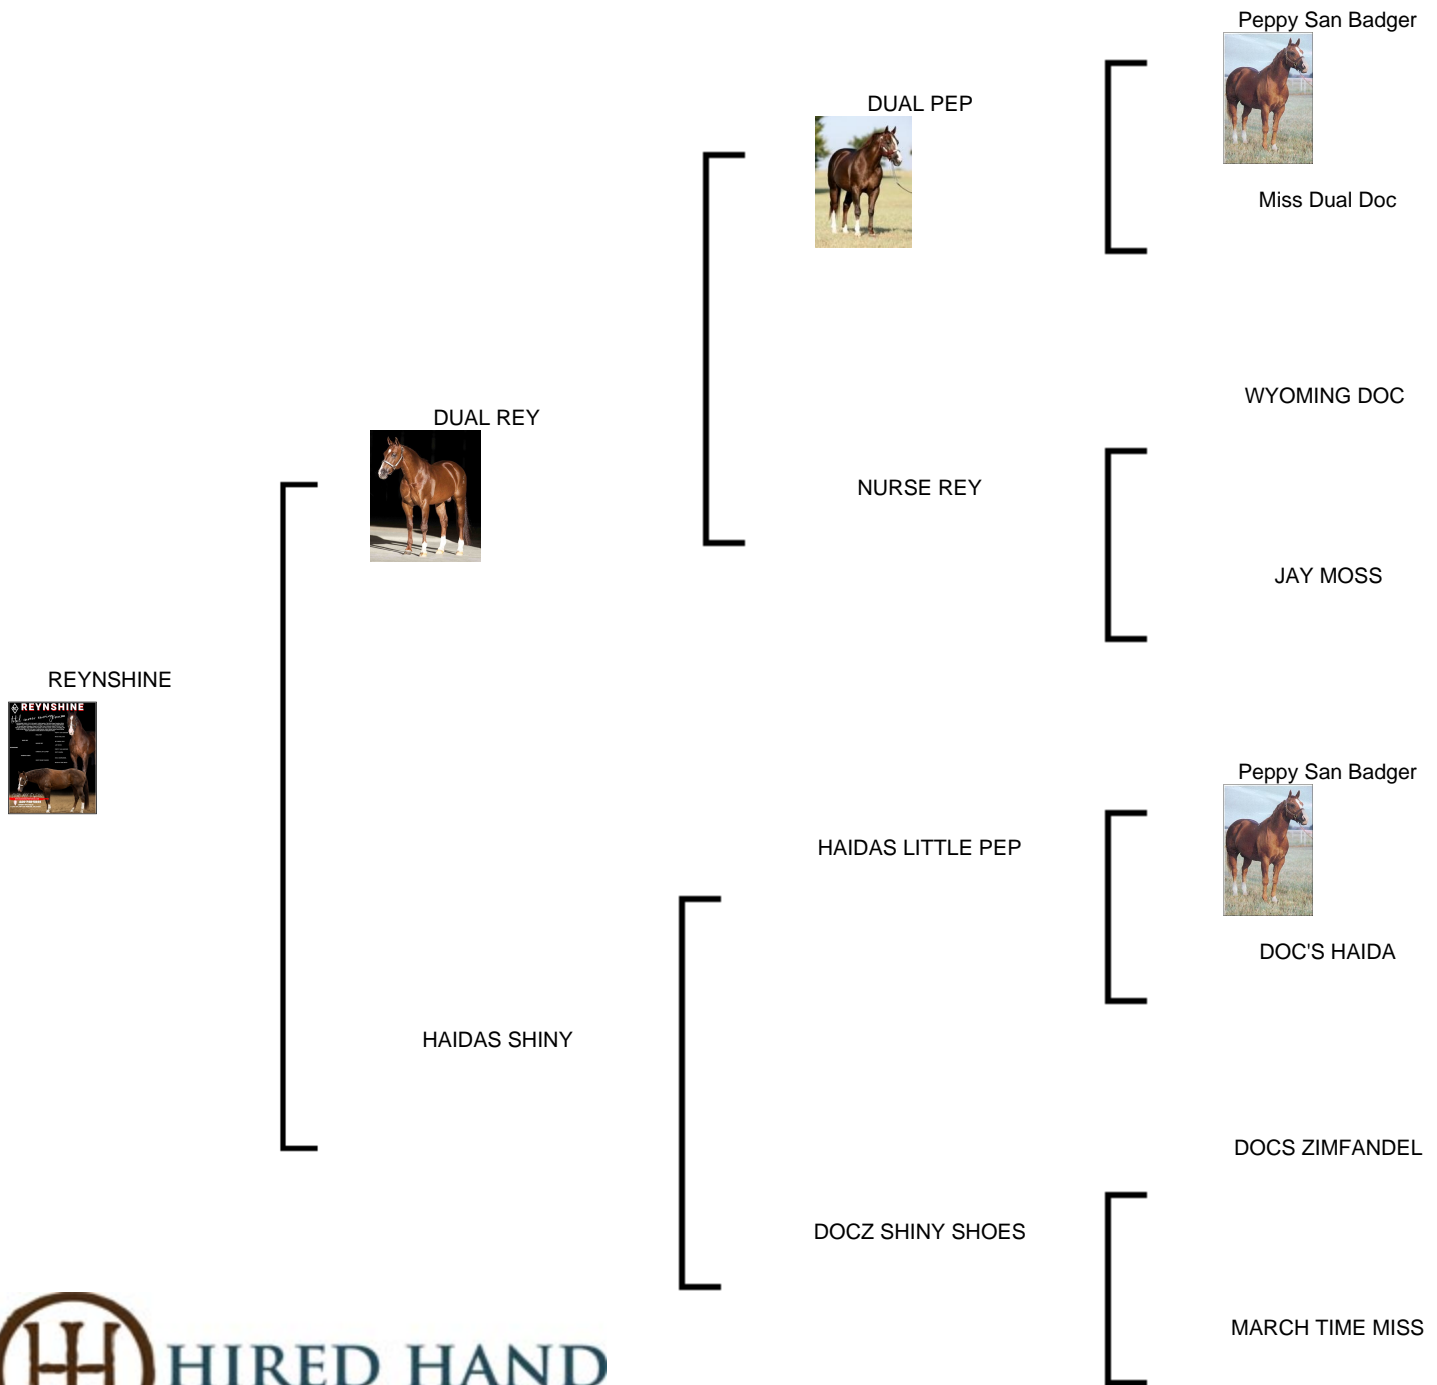 Peppy San Badger
DUAL PEP
Miss Dual Doc
WYOMING DOC
DUAL REY
NURSE REY
JAY MOSS
REYNSHINE
REYNSHINE
Peppy San Badger
HAIDAS LITTLE PEP
DOC'S HAIDA
HAIDAS SHINY
DOCS ZIMFANDEL
DOCZ SHINY SHOES
MARCH TIME MISS
HIRED HAND